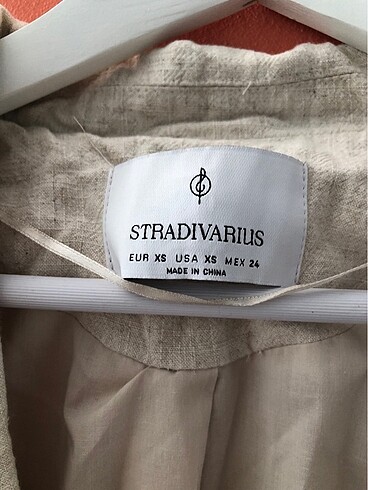 STRADIVARIUS
EUR XS USA XS MEX 24
MADE IN CHINA